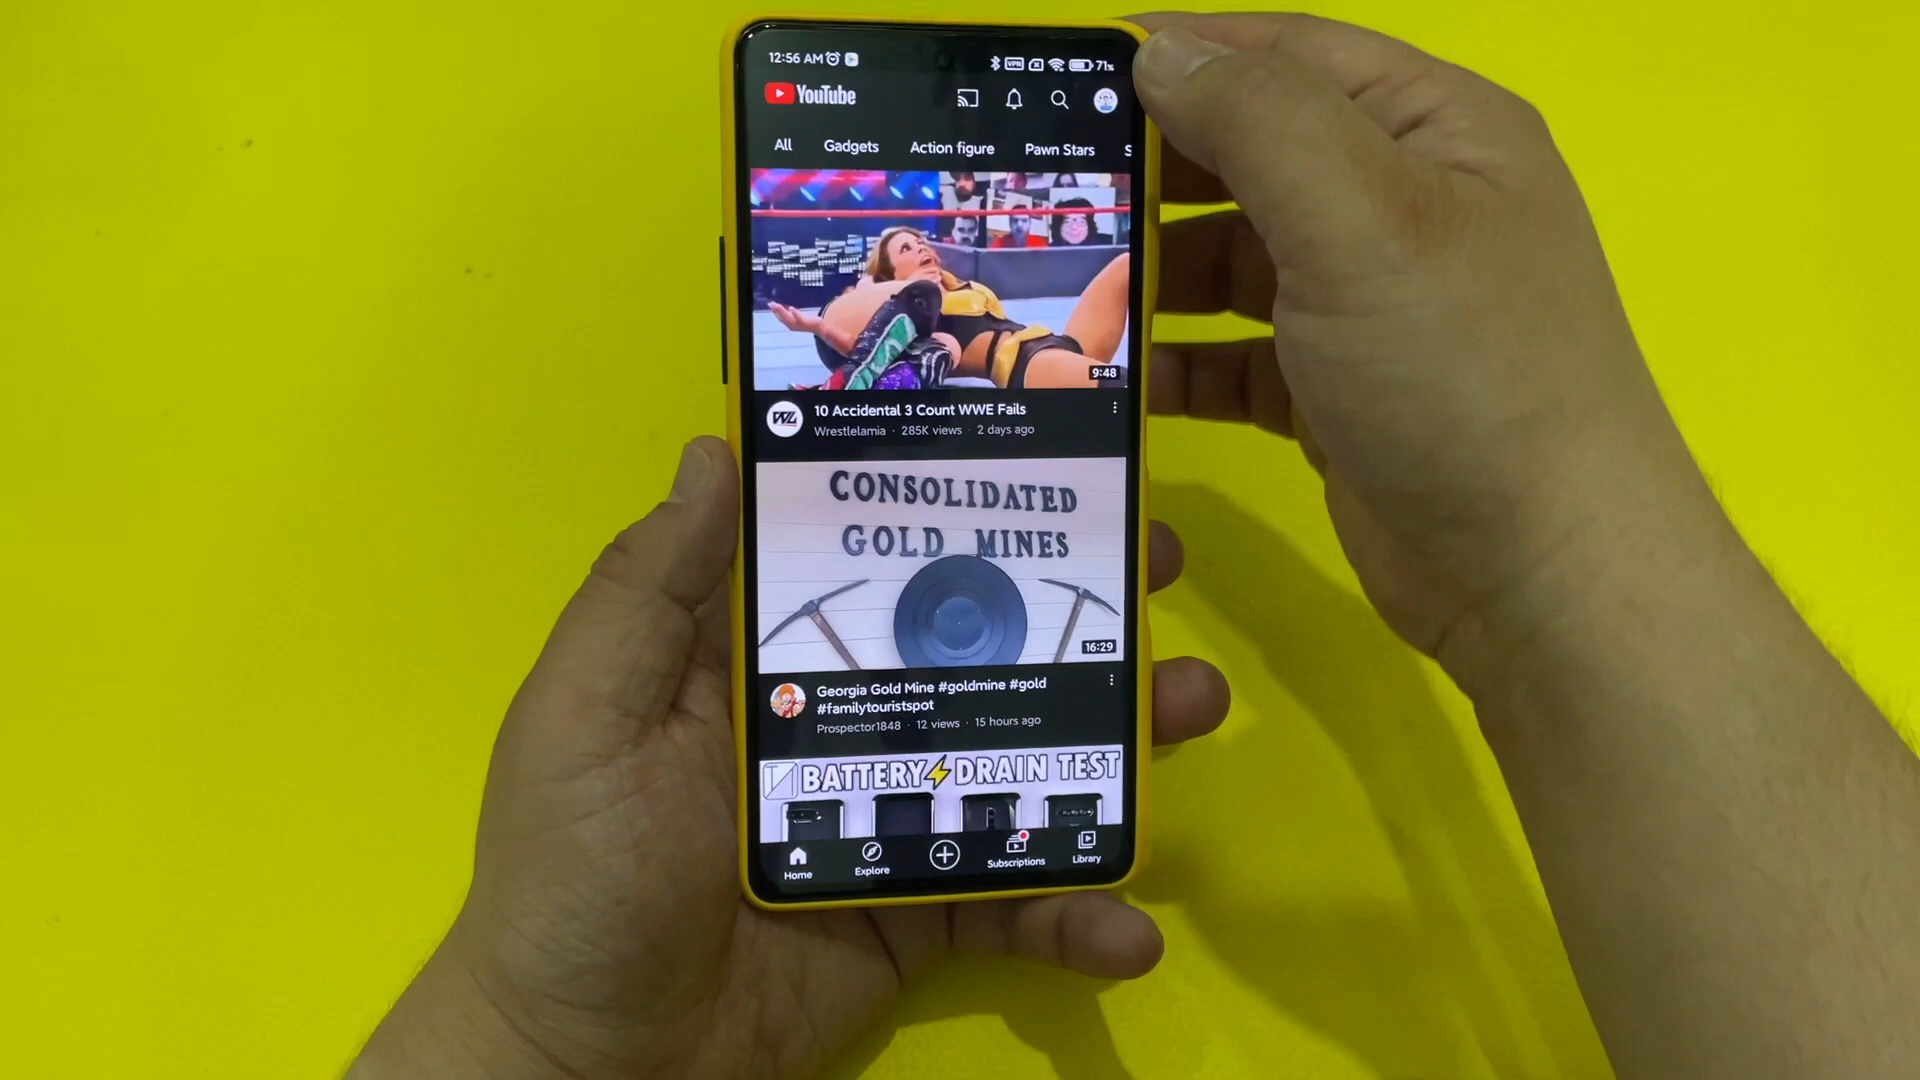 12:56 AM
VPN
71%
YouTube
All Gadgets Action figure Pawn Stars S
9:48
WL
10 Accidental 3 Count WWE Fails
Wrestlelamia · 285K views · 2 days ago
CONSOLIDATED
GOLD MINES
16:29
Georgia Gold Mine #goldmine #gold
#familytouristspot
Prospector1848 · 12 views · 15 hours ago
BATTERY DRAIN TEST
Home Explore Subscriptions Library